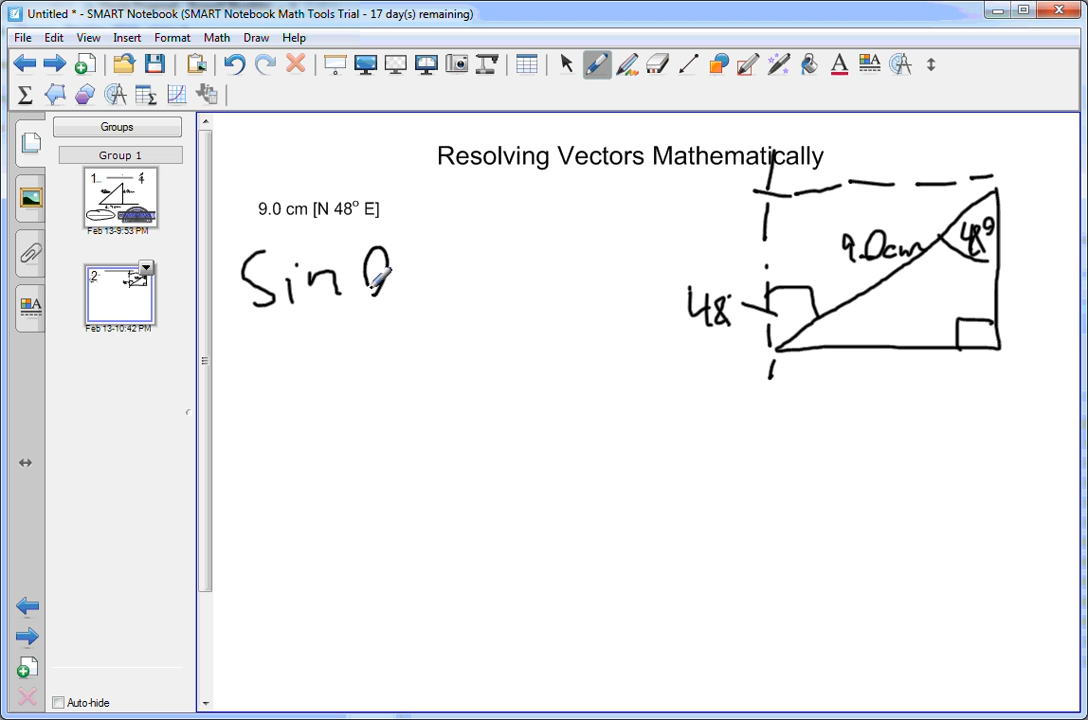 Untitled * - SMART Notebook (SMART Notebook Math Tools Trial - 17 day(s) remaining)
File Edit View Insert Format Math Draw Help
Groups
Group 1
1
Feb 13-9:53 PM
2
Feb 13-10:42 PM
Auto-hide
Resolving Vectors Mathematically
9.0 cm [N 48° E]
Sin θ
9.0cm
48°
48°